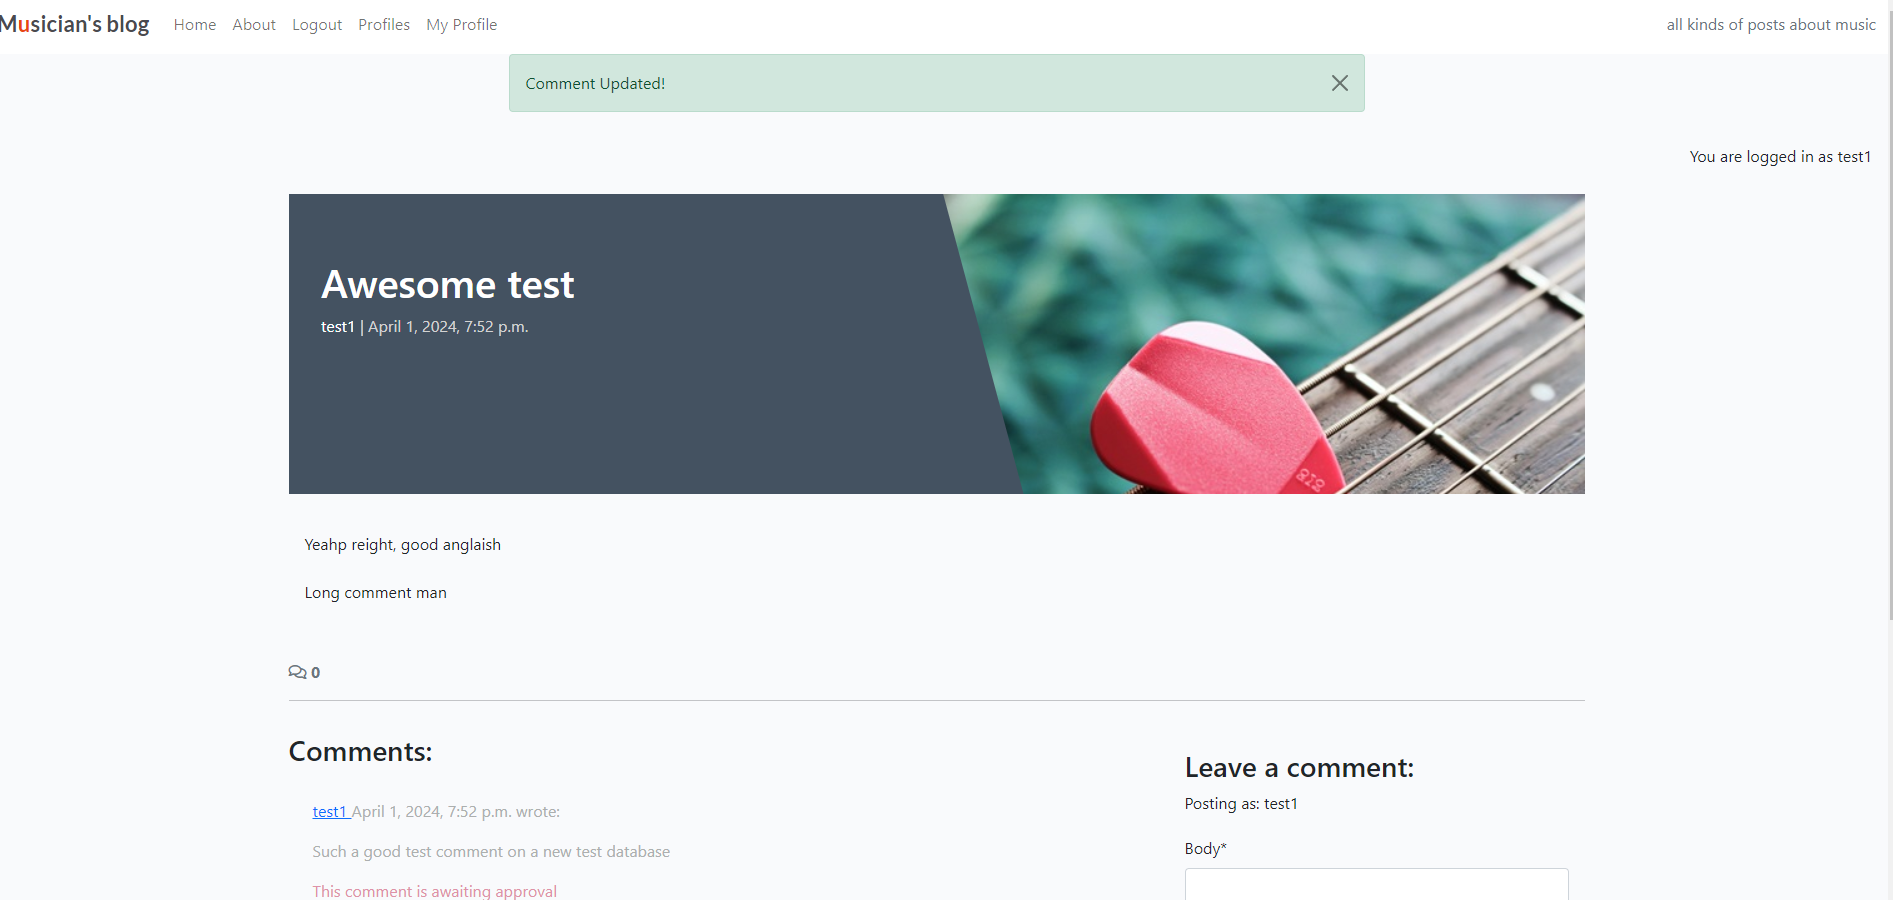 Musician's blog Home About Logout Profiles My Profile all kinds of posts about music
Comment Updated!
You are logged in as test1
Awesome test
test1 | April 1, 2024, 7:52 p.m.
Yeahp reight, good anglaish
Long comment man
0
Comments:
test1 April 1, 2024, 7:52 p.m. wrote:
Such a good test comment on a new test database
This comment is awaiting approval
Leave a comment:
Posting as: test1
Body*